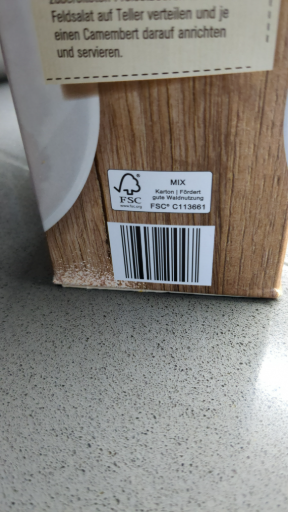 Feldsalat auf Teller verteilen und je
einen Camembert darauf anrichten
und servieren.
FSC
www.fsc.org
MIX
Karton | Fördert
gute Waldnutzung
FSC® C113661